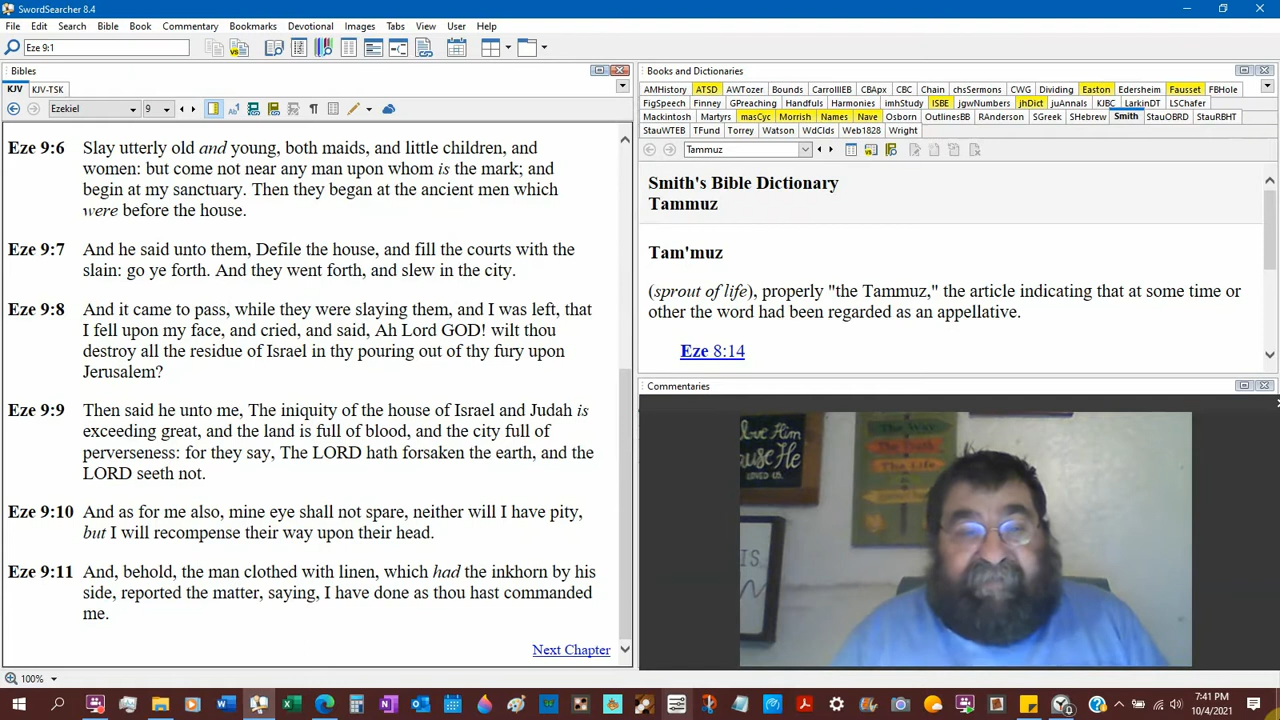 SwordSearcher 8.4
File Edit Search Bible Book Commentary Bookmarks Devotional Images Tabs View User Help
Eze 9:1
Bibles
KJV KJV-TSK
Ezekiel 9
Eze 9:6 Slay utterly old and young, both maids, and little children, and
women: but come not near any man upon whom is the mark; and
begin at my sanctuary. Then they began at the ancient men which
were before the house.
Eze 9:7 And he said unto them, Defile the house, and fill the courts with the
slain: go ye forth. And they went forth, and slew in the city.
Eze 9:8 And it came to pass, while they were slaying them, and I was left, that
I fell upon my face, and cried, and said, Ah Lord GOD! wilt thou
destroy all the residue of Israel in thy pouring out of thy fury upon
Jerusalem?
Eze 9:9 Then said he unto me, The iniquity of the house of Israel and Judah is
exceeding great, and the land is full of blood, and the city full of
perverseness: for they say, The LORD hath forsaken the earth, and the
LORD seeth not.
Eze 9:10 And as for me also, mine eye shall not spare, neither will I have pity,
but I will recompense their way upon their head.
Eze 9:11 And, behold, the man clothed with linen, which had the inkhorn by his
side, reported the matter, saying, I have done as thou hast commanded
me.
Next Chapter
100%
Books and Dictionaries
AMHistory ATSD AWTozer Bounds CarrollEB CBApx CBC Chain chsSermons CWG Dividing Easton Edersheim Fausset FBHole
FigSpeech Finney GPreaching Handfuls Harmonies imhStudy ISBE jgwNumbers jhDict juAnnals KJBC LarkinDT LSChafer
Mackintosh Martyrs masCyc Morrish Names Nave Osborn OutlinesBB RAnderson SGreek SHebrew Smith StauOBRD StauRBHT
StauWTEB TFund Torrey Watson WdClds Web1828 Wright
Tammuz
Smith's Bible Dictionary
Tammuz
Tam'muz
(sprout of life), properly "the Tammuz," the article indicating that at some time or
other the word had been regarded as an appellative.
Eze 8:14
Commentaries
love Him
cause He
LOVED US.
The Way
The Truth
The Life
IS
7:41 PM
10/4/2021